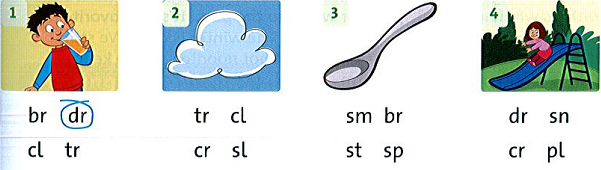 1 2 3 4
br dr tr cl sm br dr sn
cl tr cr sl st sp cr pl